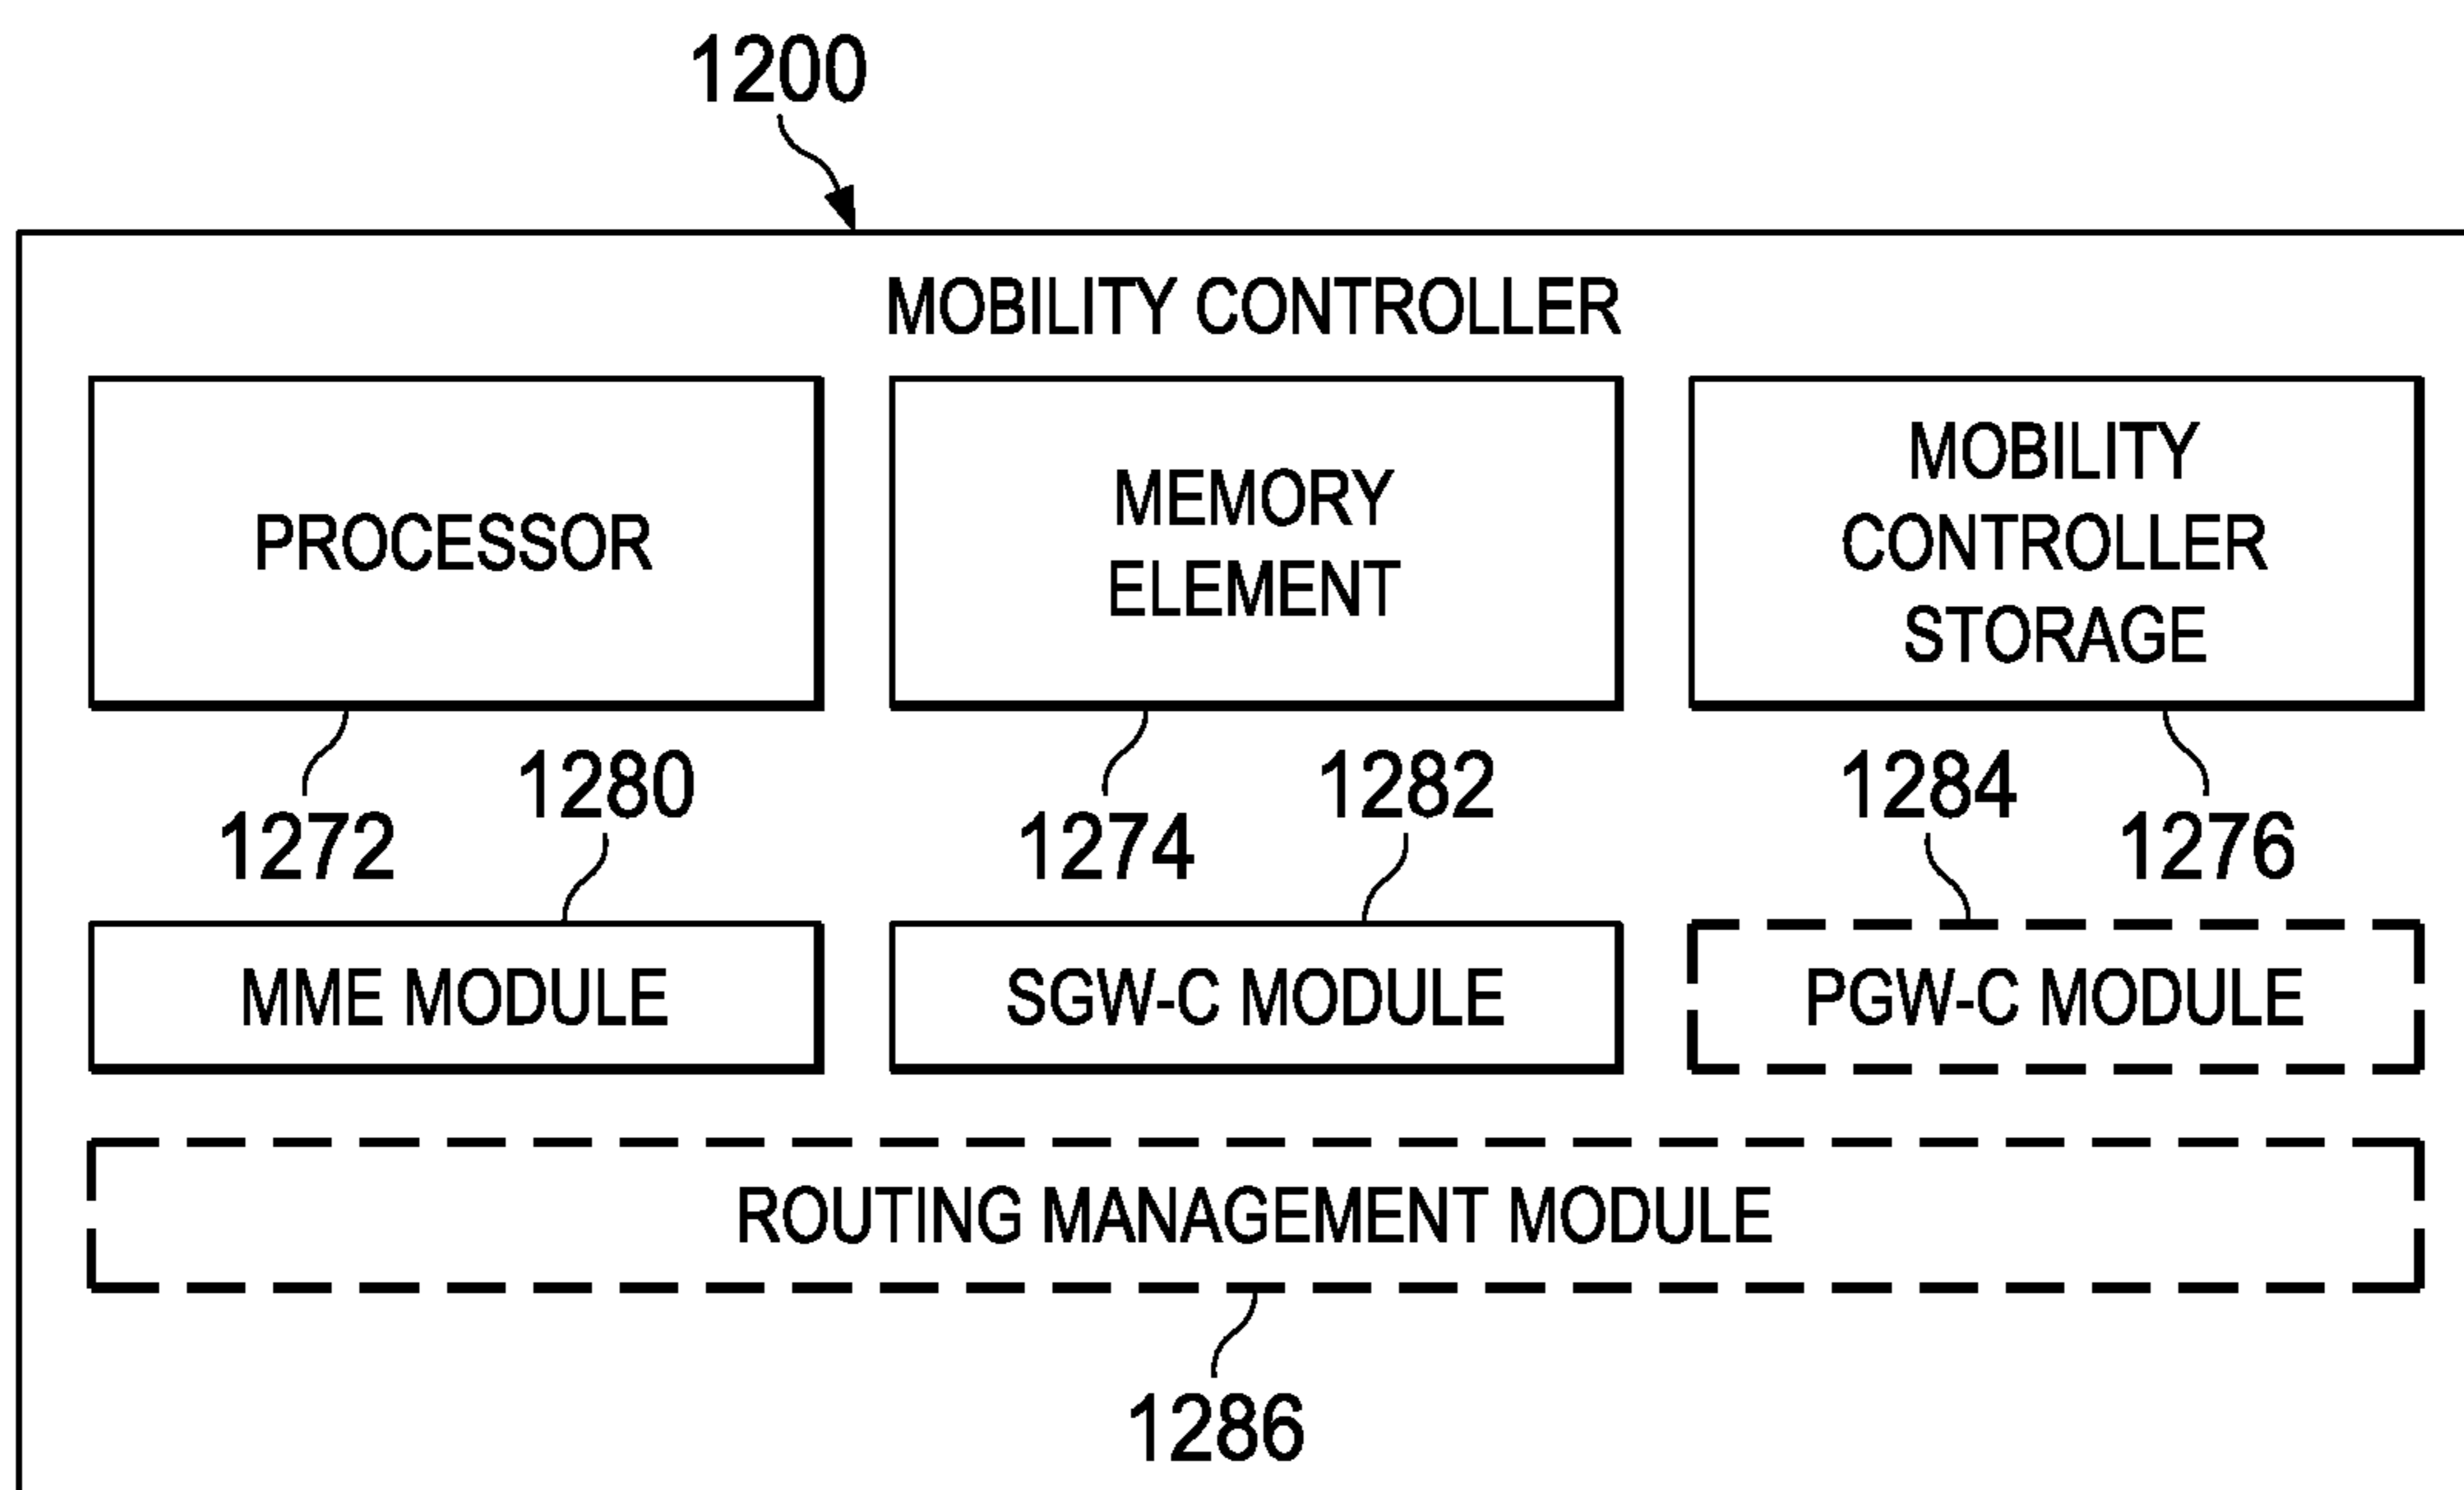 1200
MOBILITY CONTROLLER
PROCESSOR
MEMORY
ELEMENT
MOBILITY
CONTROLLER
STORAGE
1272
1280
1274
1282
1284
1276
MME MODULE
SGW-C MODULE
PGW-C MODULE
ROUTING MANAGEMENT MODULE
1286